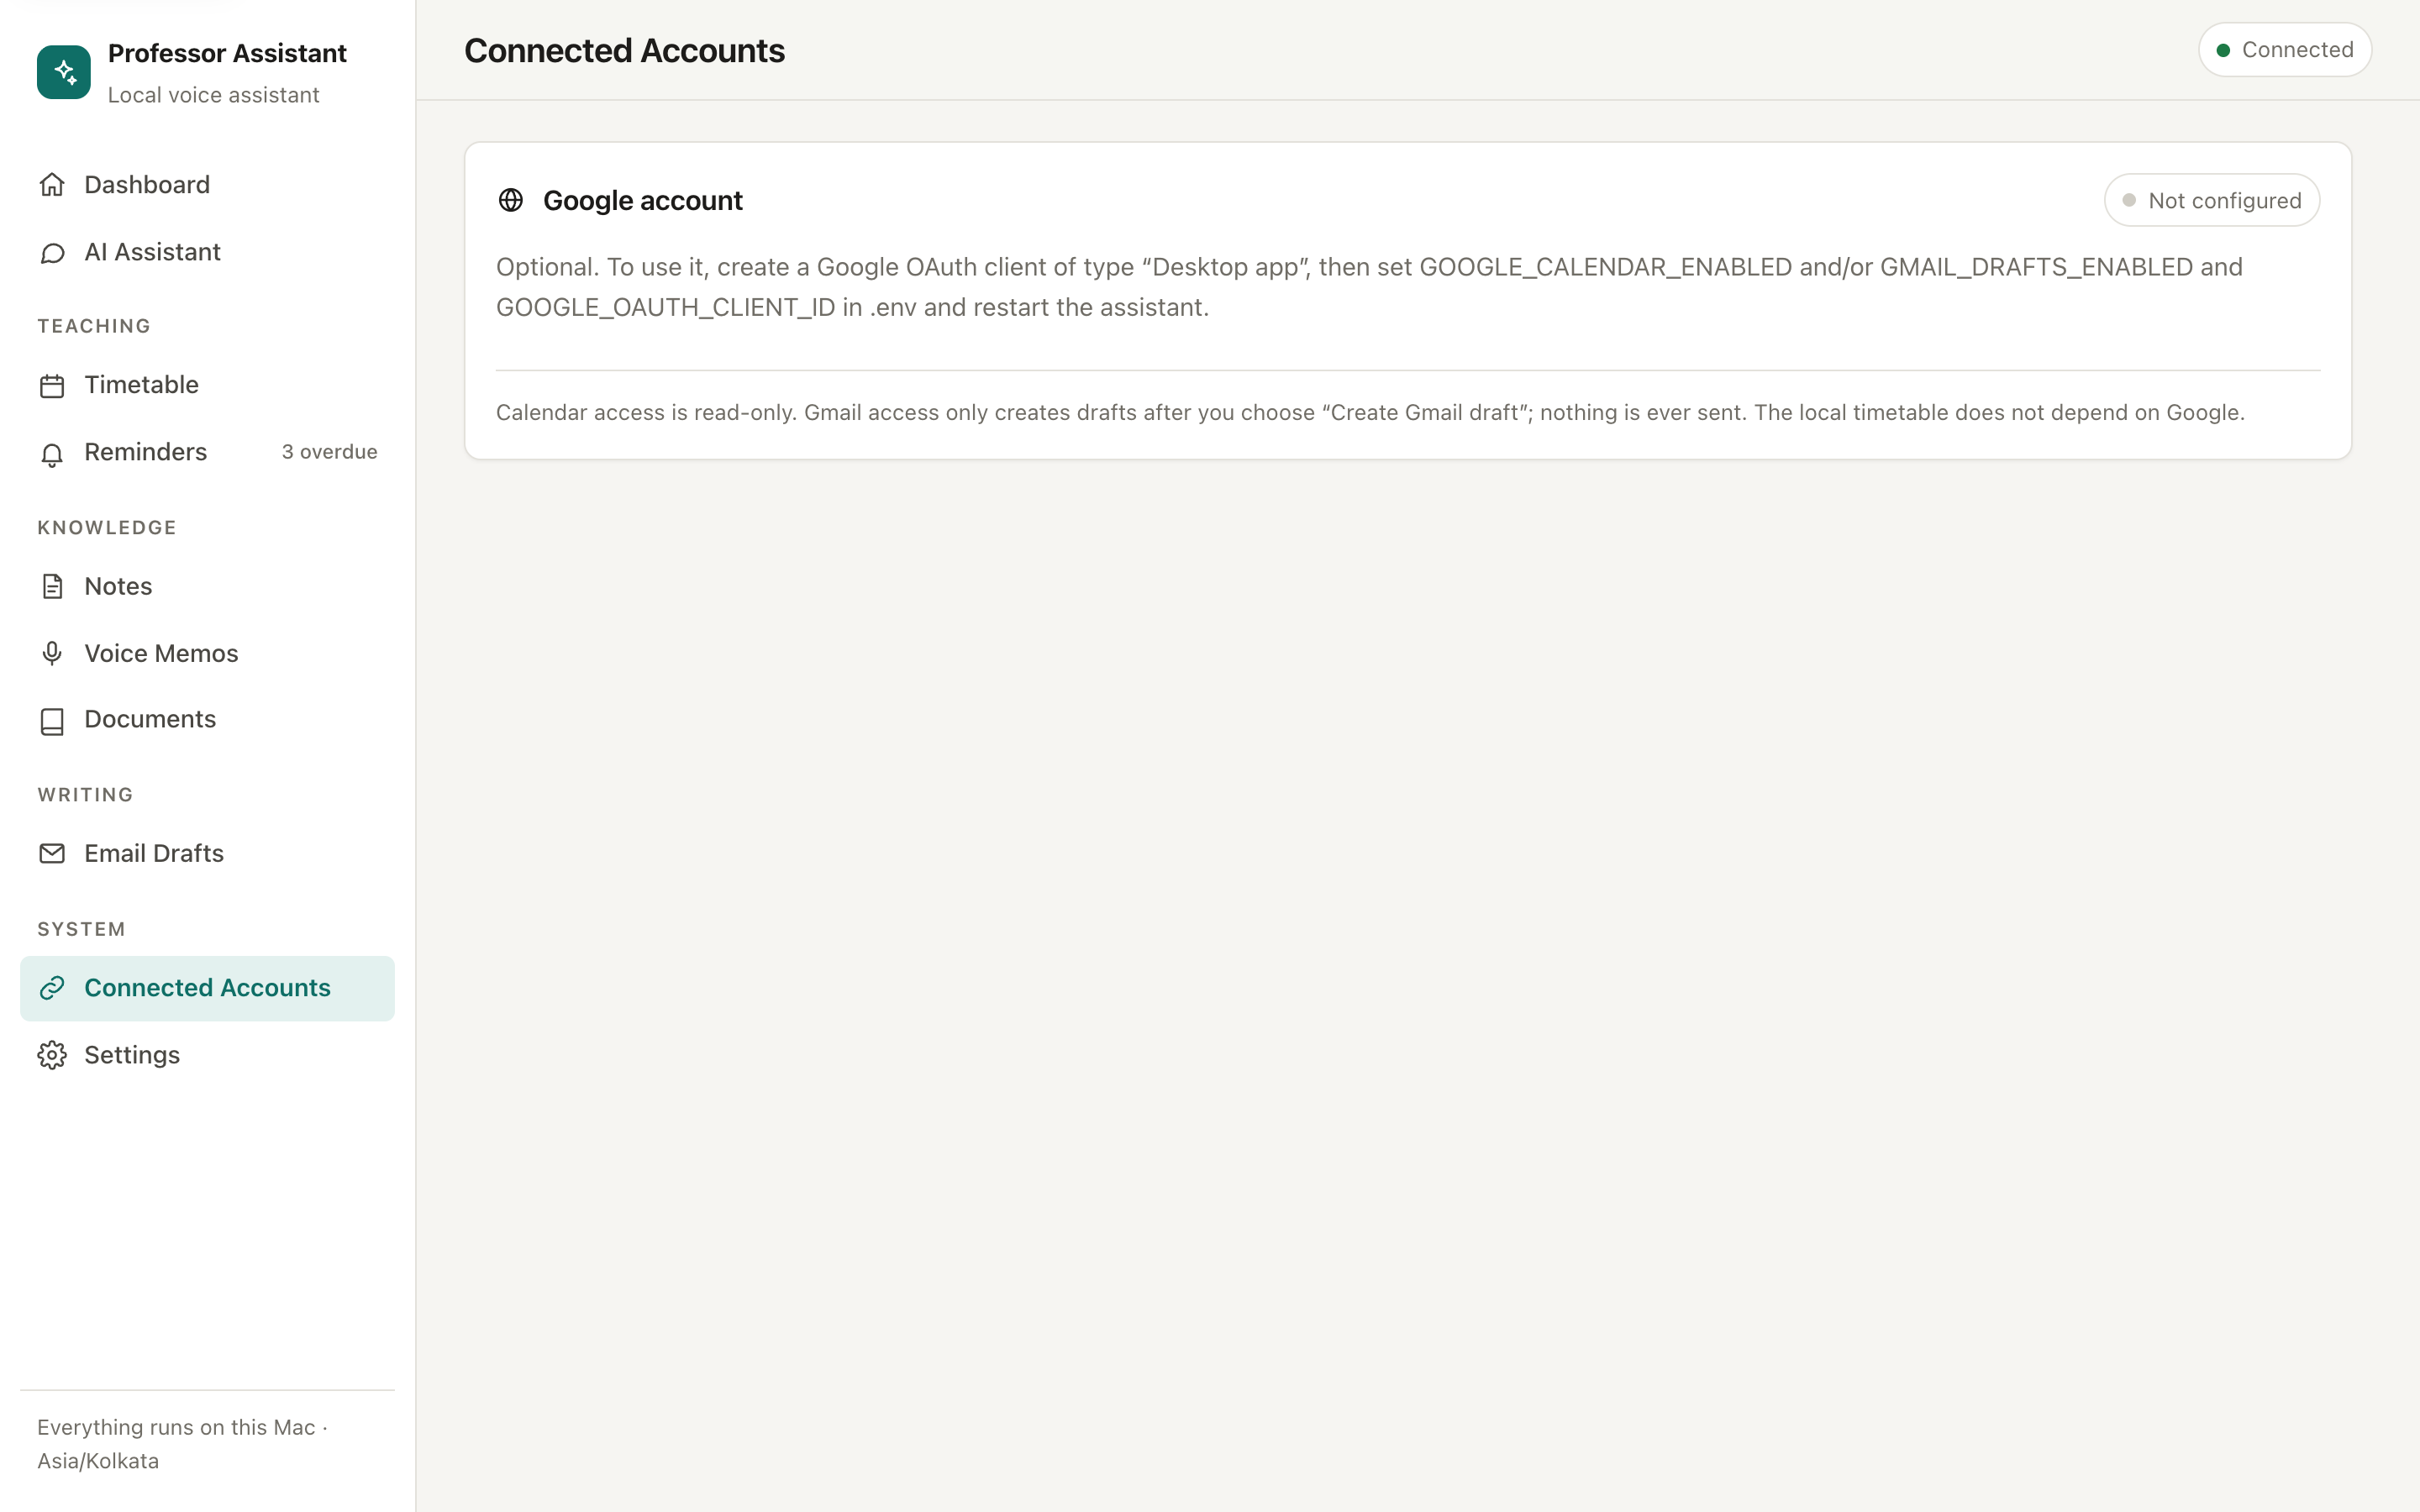 Professor Assistant
Local voice assistant
Dashboard
AI Assistant
TEACHING
Timetable
Reminders 3 overdue
KNOWLEDGE
Notes
Voice Memos
Documents
WRITING
Email Drafts
SYSTEM
Connected Accounts
Settings
Everything runs on this Mac ·
Asia/Kolkata
Connected Accounts
Connected
Google account
Not configured
Optional. To use it, create a Google OAuth client of type “Desktop app”, then set GOOGLE_CALENDAR_ENABLED and/or GMAIL_DRAFTS_ENABLED and
GOOGLE_OAUTH_CLIENT_ID in .env and restart the assistant.
Calendar access is read-only. Gmail access only creates drafts after you choose “Create Gmail draft”; nothing is ever sent. The local timetable does not depend on Google.